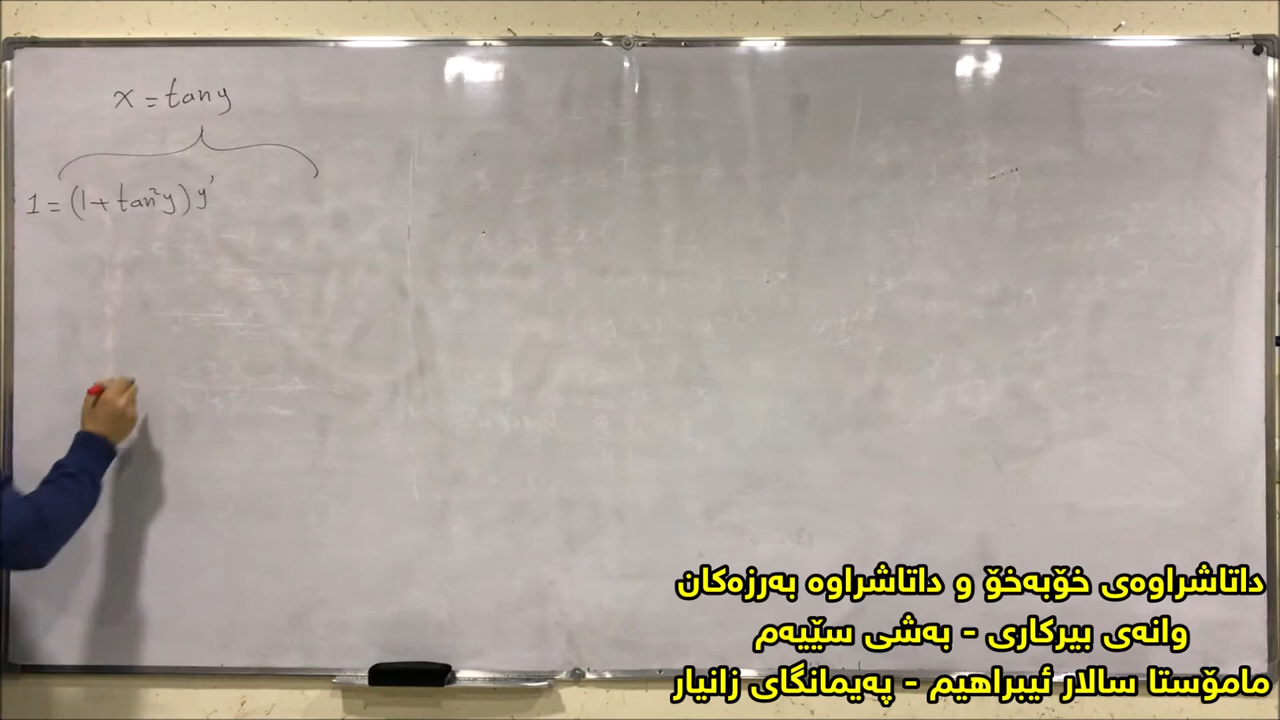 x = tan y
1 = (1 + tan²y) y'
داتاشراوەی خۆبەخۆ و داتاشراوە بەرزەکان
وانەی بیرکاری - بەشی سێیەم
مامۆستا سالار ئیبراهیم - پەیمانگای زانیار